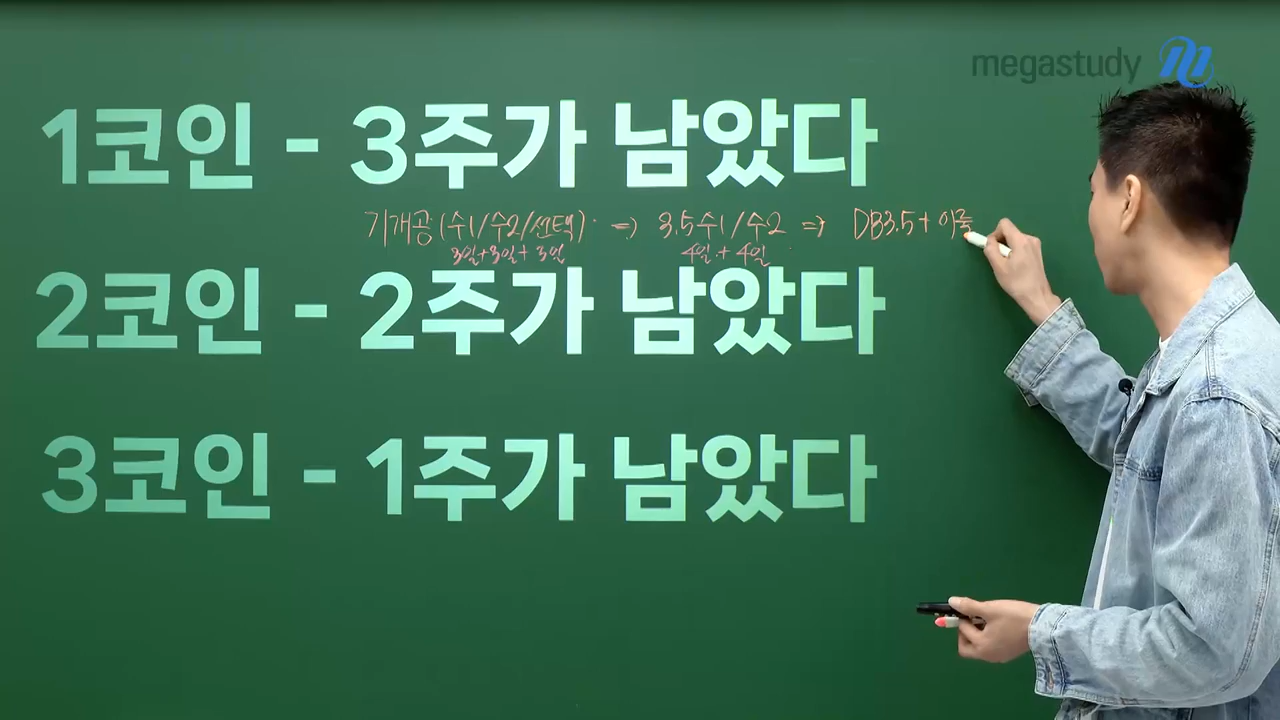 megastudy
1코인 - 3주가 남았다
기개공 (수1/수2/선택) ⇒ 3.5수1/수2 ⇒ DB3.5+ 이룸
3일+3일+3일 4일+4일
2코인 - 2주가 남았다
3코인 - 1주가 남았다